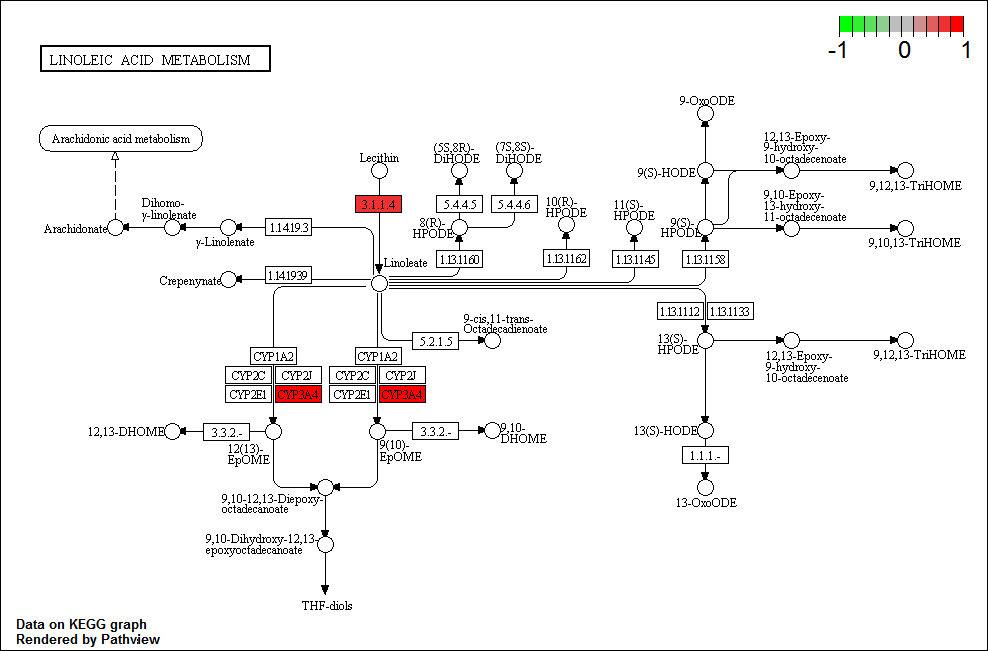 -1 0 1
LINOLEIC ACID METABOLISM
Arachidonic acid metabolism
Lecithin
3.1.1.4
(5S,8R)-
DiHODE
(7S,8S)-
DiHODE
5.4.4.5
5.4.4.6
8(R)-
HPODE
10(R)-
HPODE
11(S)-
HPODE
9-OxoODE
9(S)-HODE
9(S)-
HPODE
12,13-Epoxy-
9-hydroxy-
10-octadecenoate
9,12,13-TriHOME
9,10-Epoxy-
13-hydroxy-
11-octadecenoate
9,10,13-TriHOME
Dihomo-
γ-linolenate
Arachidonate
γ-Linolenate
1.14.19.3
Linoleate
1.13.11.60
1.13.11.62
1.13.11.45
1.13.11.58
Crepenynate
1.14.19.39
9-cis,11-trans-
Octadecadienoate
5.2.1.5
1.13.11.12
1.13.11.33
13(S)-
HPODE
12,13-Epoxy-
9-hydroxy-
10-octadecenoate
9,12,13-TriHOME
CYP1A2
CYP2C
CYP2J
CYP2E1
CYP3A4
CYP1A2
CYP2C
CYP2J
CYP2E1
CYP3A4
12,13-DHOME
3.3.2.-
12(13)-
EpOME
9(10)-
EpOME
3.3.2.-
9,10-
DHOME
13(S)-HODE
1.1.1.-
13-OxoODE
9,10-12,13-Diepoxy-
octadecanoate
9,10-Dihydroxy-12,13-
epoxyoctadecanoate
THF-diols
Data on KEGG graph
Rendered by Pathview